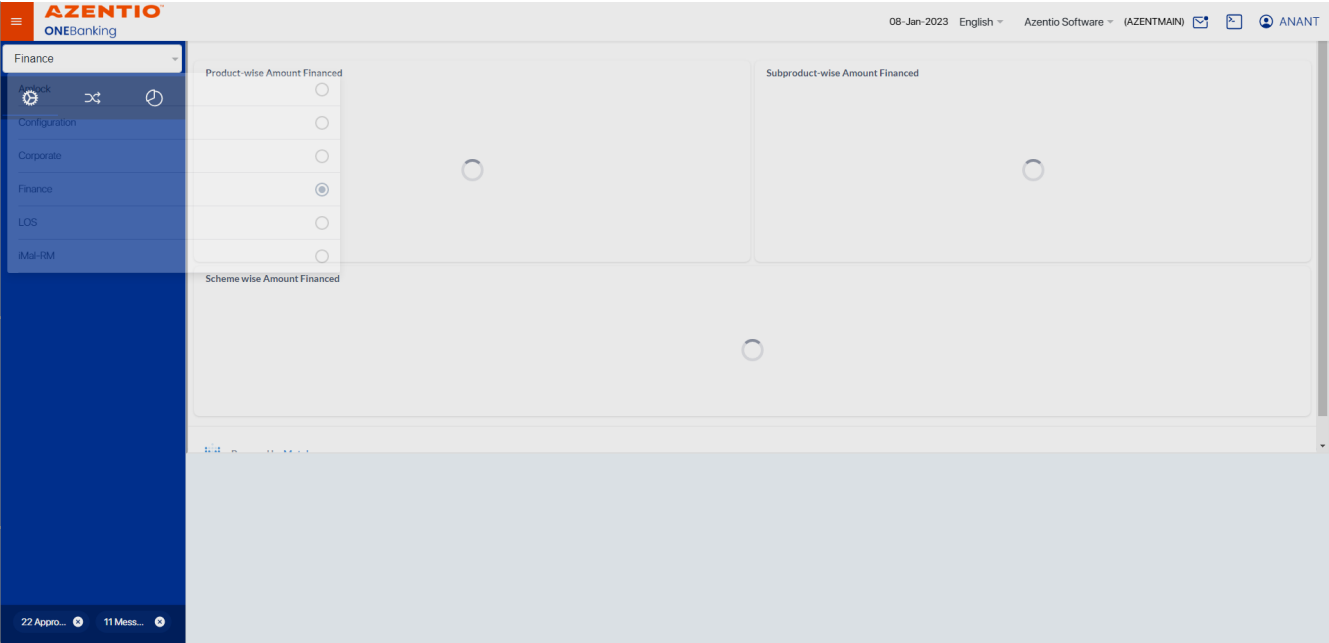 AZENTIO
ONEBanking
08-Jan-2023 English Azentio Software (AZENTMAIN) ANANT
Finance
Amlock
Configuration
Corporate
Finance
LOS
iMal-RM
Product-wise Amount Financed
Subproduct-wise Amount Financed
Scheme wise Amount Financed
22 Appro... 11 Mess...